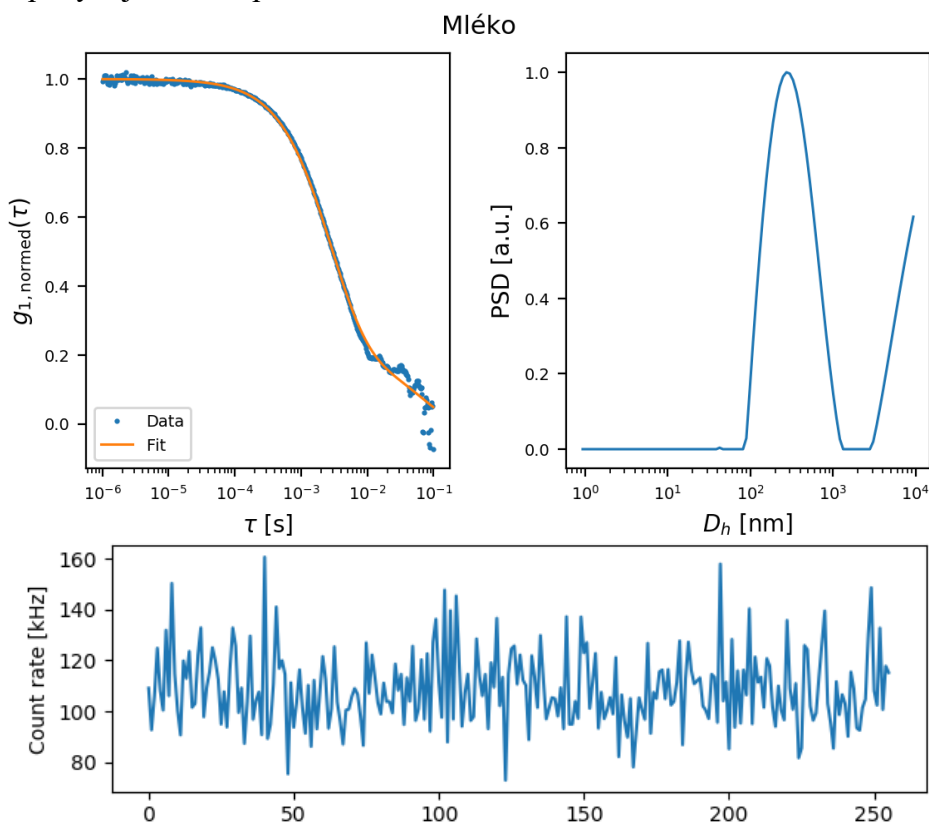 Mléko
g1, normed(τ)
1.0
0.8
0.6
0.4
0.2
0.0
Data
Fit
10⁻⁶ 10⁻⁵ 10⁻⁴ 10⁻³ 10⁻² 10⁻¹
τ [s]
PSD [a.u.]
1.0
0.8
0.6
0.4
0.2
0.0
10⁰ 10¹ 10² 10³ 10⁴
Dh [nm]
Count rate [kHz]
160
140
120
100
80
0 50 100 150 200 250